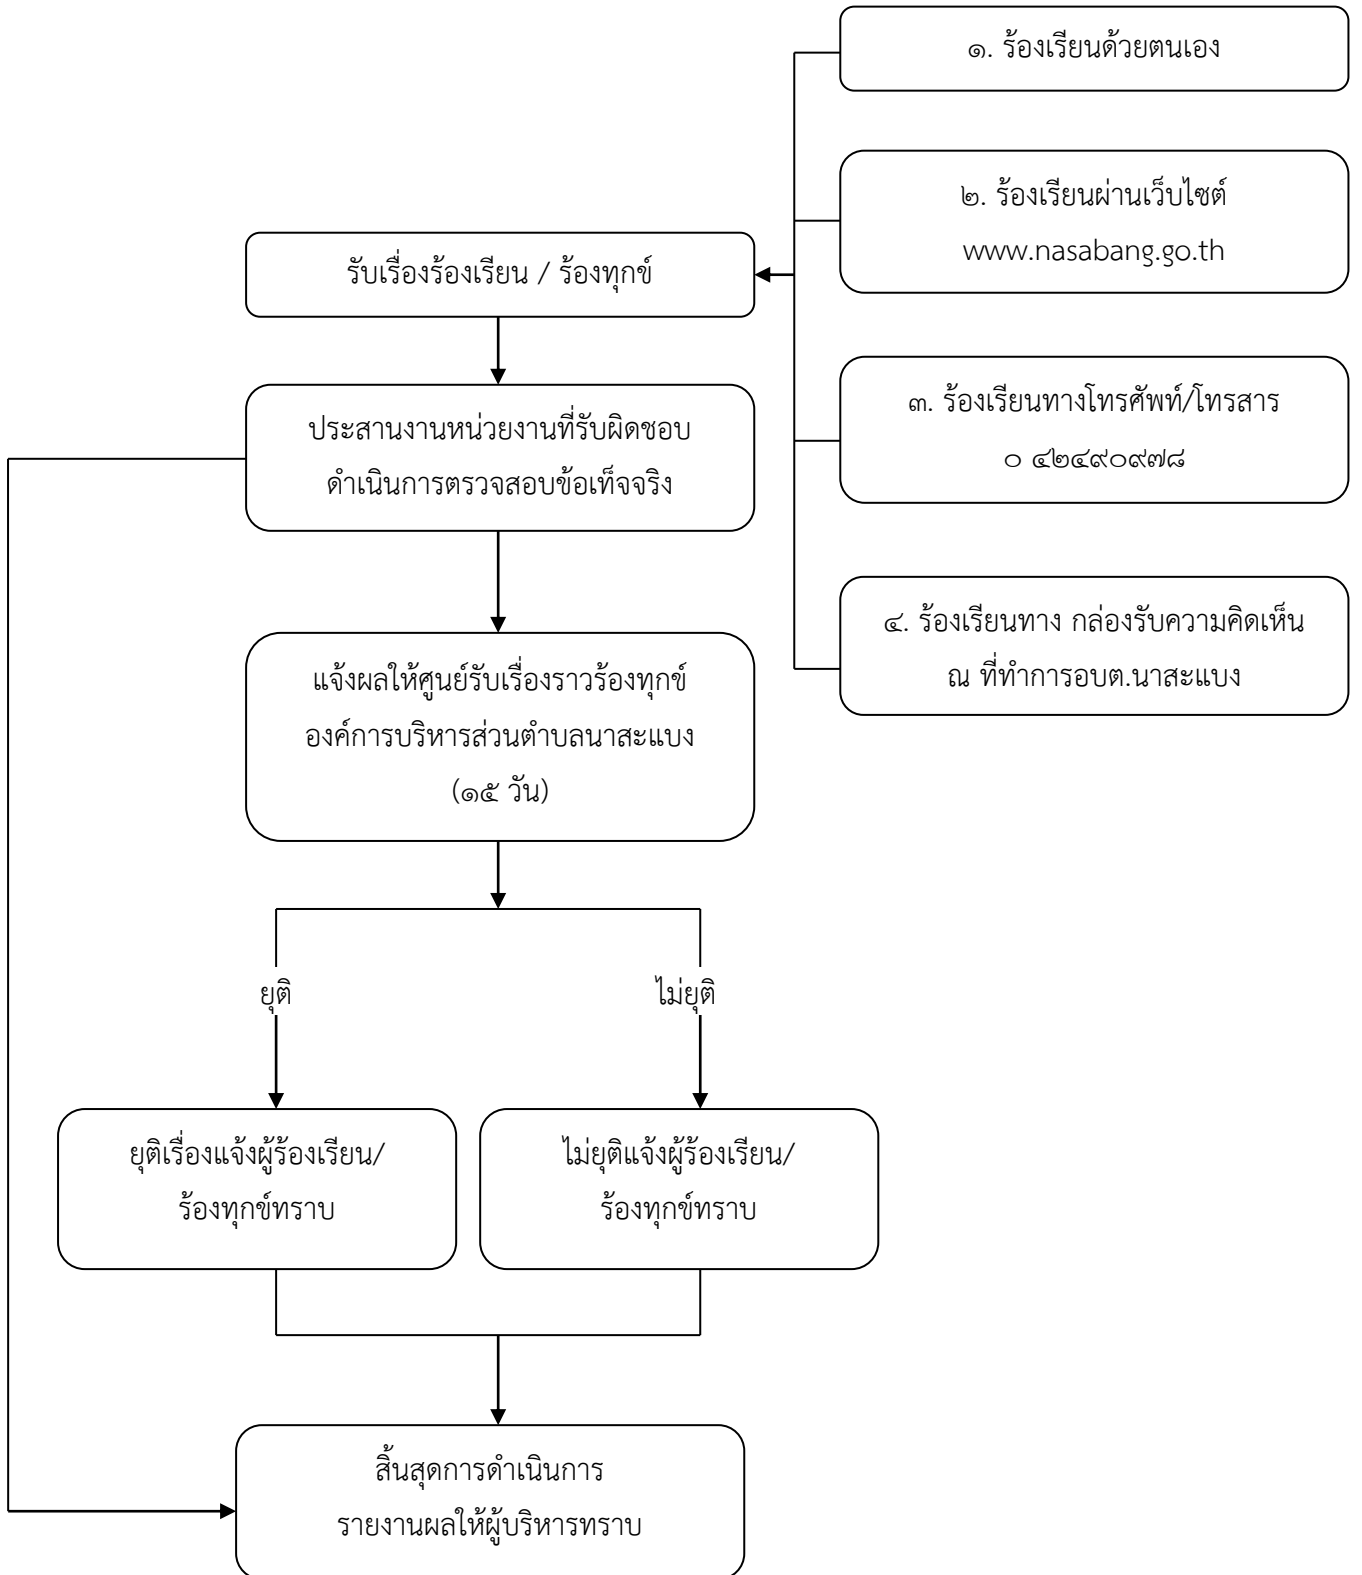 ๑. ร้องเรียนด้วยตนเอง
๒. ร้องเรียนผ่านเว็บไซต์
www.nasabang.go.th
๓. ร้องเรียนทางโทรศัพท์/โทรสาร
๐ ๔๒๔๙๐๙๗๘
๔. ร้องเรียนทาง กล่องรับความคิดเห็น
ณ ที่ทำการอบต.นาสะแบง
รับเรื่องร้องเรียน / ร้องทุกข์
ประสานงานหน่วยงานที่รับผิดชอบ
ดำเนินการตรวจสอบข้อเท็จจริง
แจ้งผลให้ศูนย์รับเรื่องราวร้องทุกข์
องค์การบริหารส่วนตำบลนาสะแบง
(๑๕ วัน)
ยุติ
ไม่ยุติ
ยุติเรื่องแจ้งผู้ร้องเรียน/
ร้องทุกข์ทราบ
ไม่ยุติแจ้งผู้ร้องเรียน/
ร้องทุกข์ทราบ
สิ้นสุดการดำเนินการ
รายงานผลให้ผู้บริหารทราบ